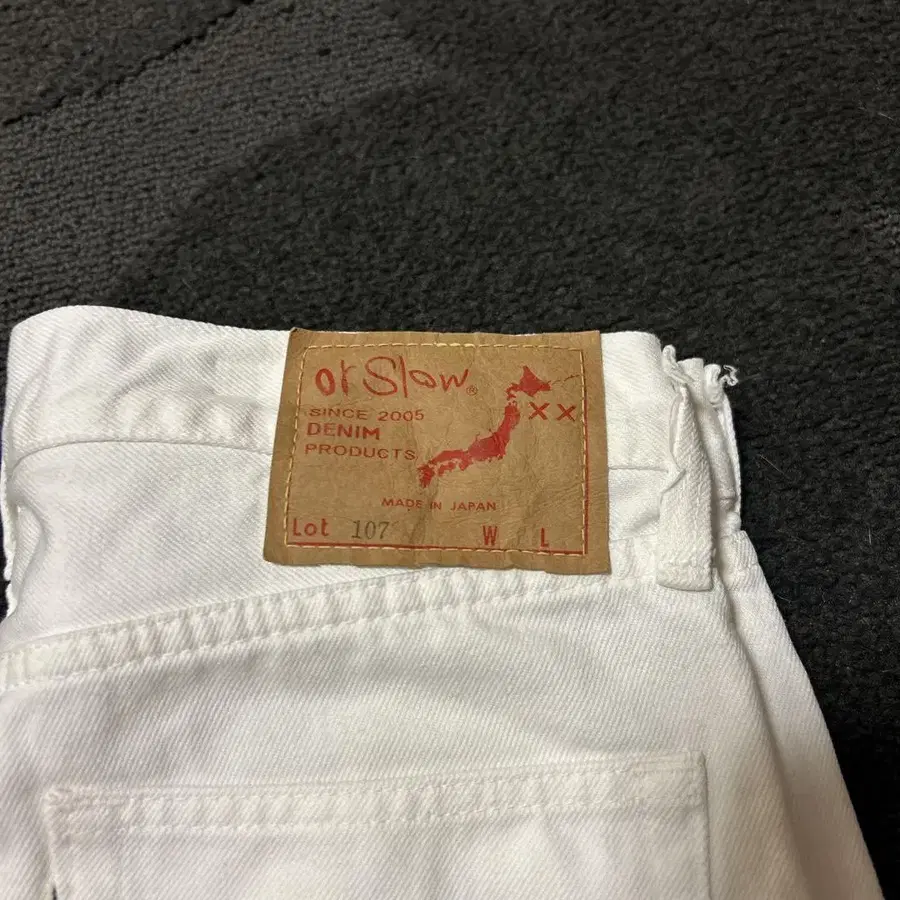 orSlow®
SINCE 2005
DENIM
PRODUCTS
XX
MADE IN JAPAN
Lot 107 W L